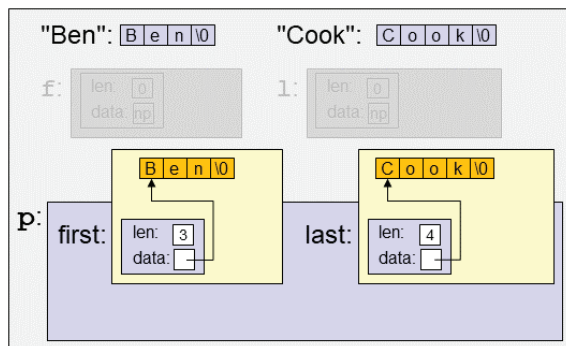 "Ben": B e n \0 "Cook": C o o k \0
f: len: 0 l: len: 0
data: np data: np
B e n \0 C o o k \0
p: first: len: 3 last: len: 4
data: data: